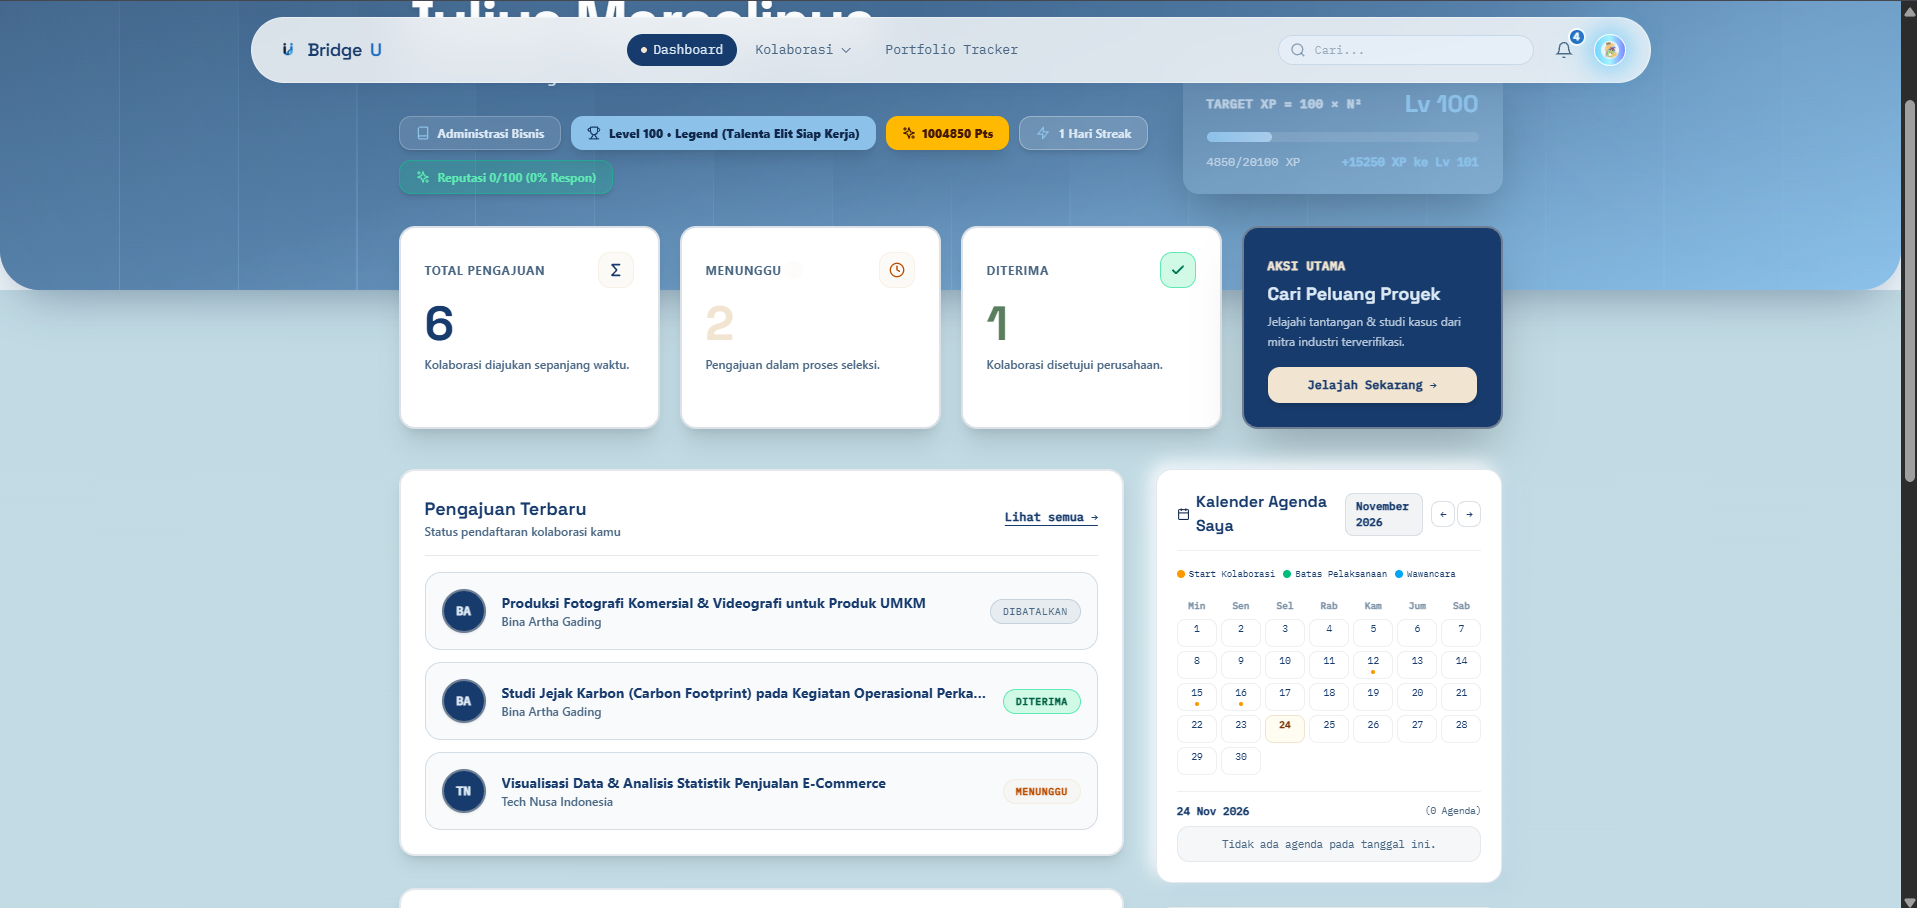 Bridge U
Dashboard
Kolaborasi
Portfolio Tracker
Cari...
4
TARGET XP = 100 × N²
Lv 100
4850/20100 XP
+15250 XP ke Lv 101
Administrasi Bisnis
Level 100 • Legend (Talenta Elit Siap Kerja)
1004850 Pts
1 Hari Streak
Reputasi 0/100 (0% Respon)
TOTAL PENGAJUAN
Σ
6
Kolaborasi diajukan sepanjang waktu.
MENUNGGU
2
Pengajuan dalam proses seleksi.
DITERIMA
1
Kolaborasi disetujui perusahaan.
AKSI UTAMA
Cari Peluang Proyek
Jelajahi tantangan & studi kasus dari
mitra industri terverifikasi.
Jelajah Sekarang →
Pengajuan Terbaru
Status pendaftaran kolaborasi kamu
Lihat semua →
BA
Produksi Fotografi Komersial & Videografi untuk Produk UMKM
Bina Artha Gading
DIBATALKAN
BA
Studi Jejak Karbon (Carbon Footprint) pada Kegiatan Operasional Perka...
Bina Artha Gading
DITERIMA
TN
Visualisasi Data & Analisis Statistik Penjualan E-Commerce
Tech Nusa Indonesia
MENUNGGU
Kalender Agenda
Saya
November
2026
← →
Start Kolaborasi Batas Pelaksanaan Wawancara
Min Sen Sel Rab Kam Jum Sab
1 2 3 4 5 6 7
8 9 10 11 12 13 14
15 16 17 18 19 20 21
22 23 24 25 26 27 28
29 30
24 Nov 2026
(0 Agenda)
Tidak ada agenda pada tanggal ini.